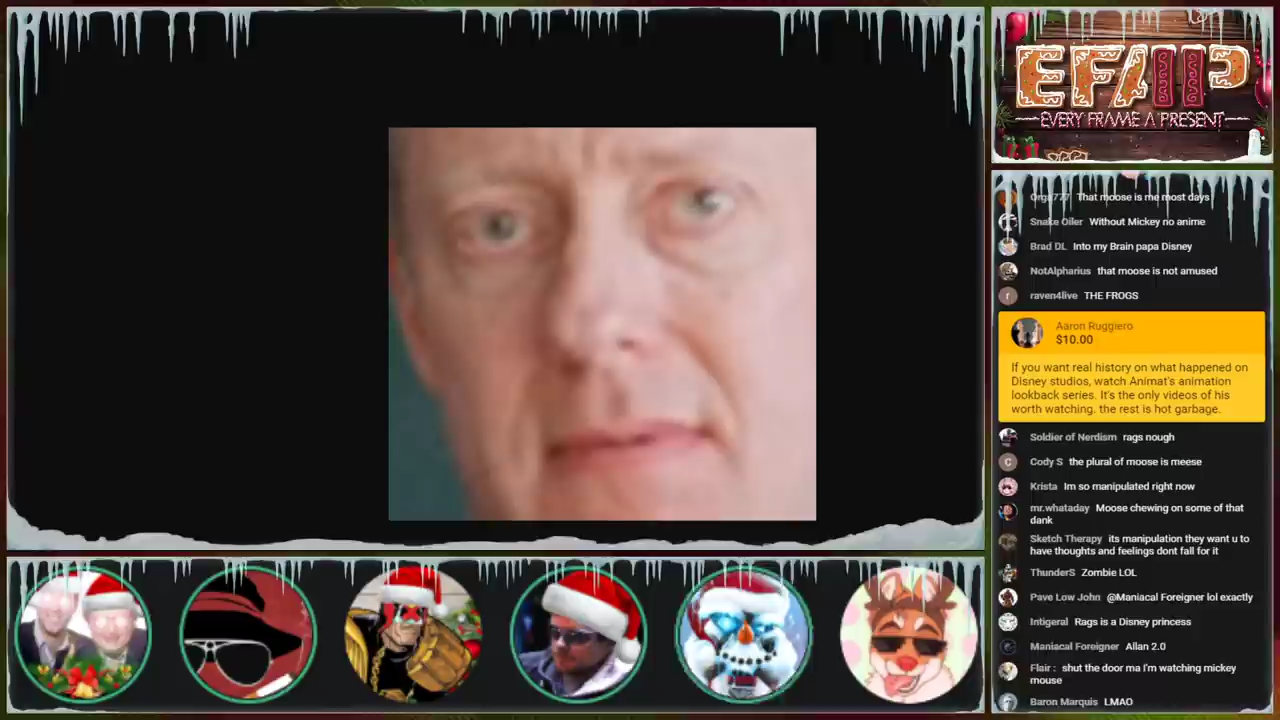 EFAP
EVERY FRAME A PRESENT
Orga777 That moose is me most days
Snake Oiler Without Mickey no anime
Brad DL Into my Brain papa Disney
NotAlpharius that moose is not amused
r raven4live THE FROGS
Aaron Ruggiero
$10.00
If you want real history on what happened on
Disney studios, watch Animat's animation
lookback series. It's the only videos of his
worth watching. the rest is hot garbage.
Soldier of Nerdism rags nough
C Cody S the plural of moose is meese
Krista Im so manipulated right now
mr.whataday Moose chewing on some of that
dank
Sketch Therapy its manipulation they want u to
have thoughts and feelings dont fall for it
ThunderS Zombie LOL
Pave Low John @Maniacal Foreigner lol exactly
Intigeral Rags is a Disney princess
Maniacal Foreigner Allan 2.0
Flair : shut the door ma I'm watching mickey
mouse
Baron Marquis LMAO